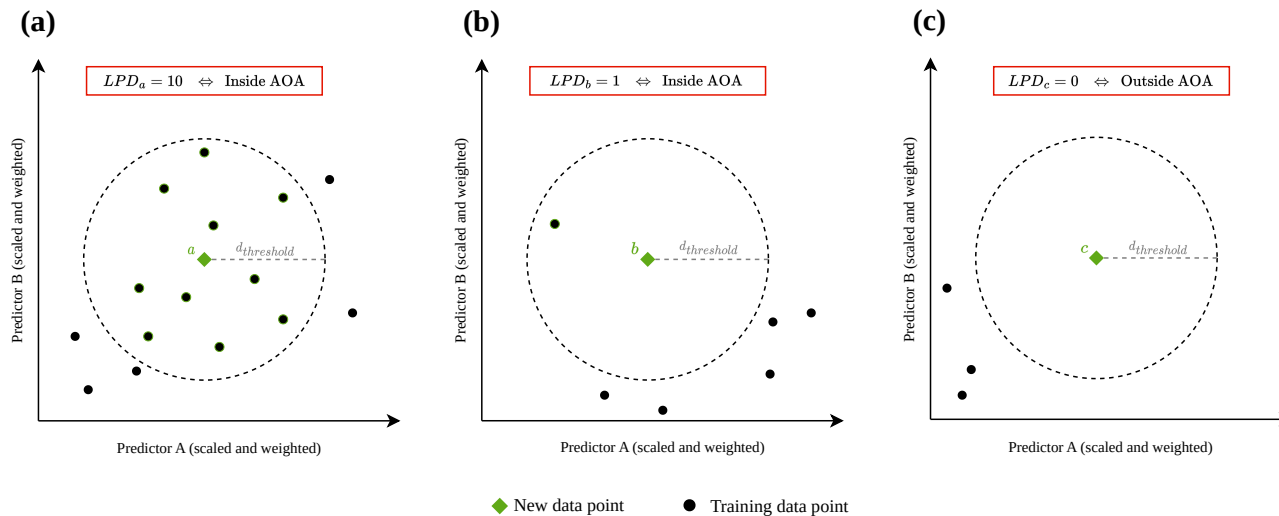 (a)
LPD_a = 10 ⇔ Inside AOA
Predictor B (scaled and weighted)
a
d_threshold
Predictor A (scaled and weighted)
(b)
LPD_b = 1 ⇔ Inside AOA
Predictor B (scaled and weighted)
b
d_threshold
Predictor A (scaled and weighted)
(c)
LPD_c = 0 ⇔ Outside AOA
Predictor B (scaled and weighted)
c
d_threshold
Predictor A (scaled and weighted)
New data point
Training data point